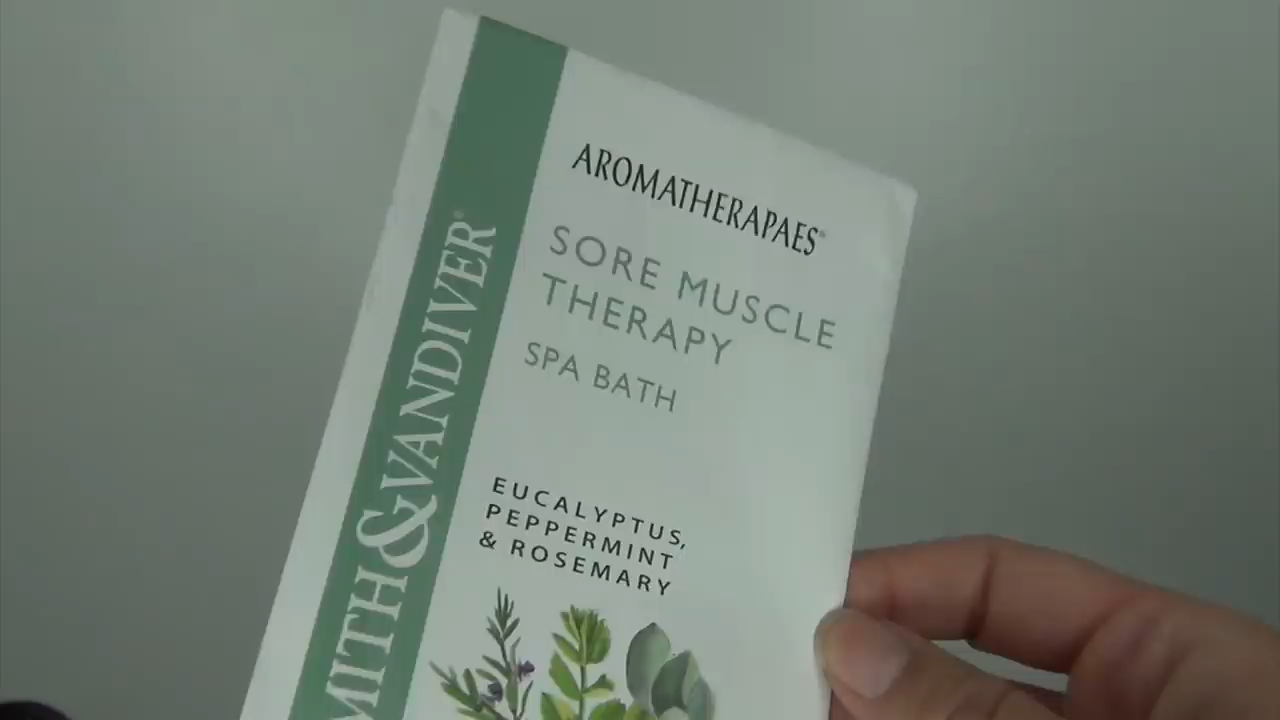 AROMATHERAPAES®
SORE MUSCLE
THERAPY
SPA BATH
EUCALYPTUS,
PEPPERMINT
& ROSEMARY
MITH&VANDIVER®